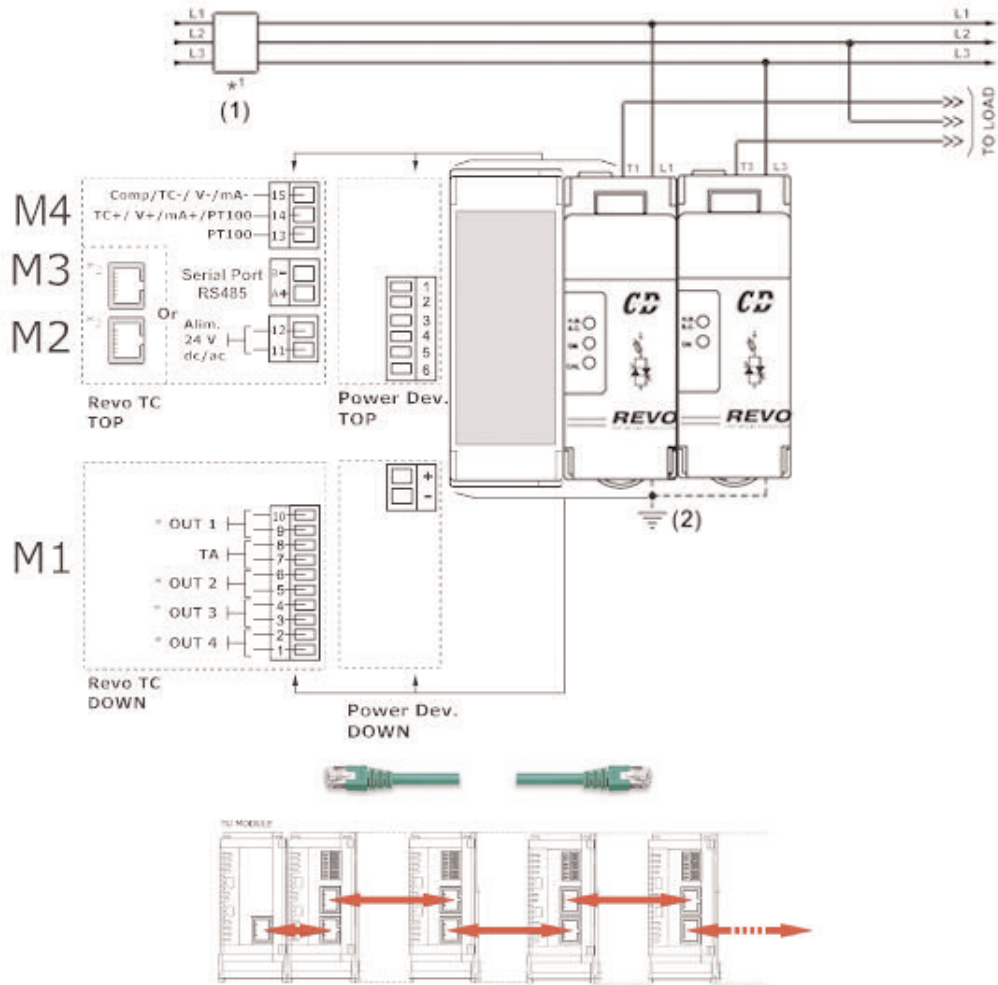 L1 L1
L2 L2
L3 L3
*1
(1)
TO LOAD
T1 L1 T3 L3
M4
Comp/TC-/ V-/mA- 15
TC+/ V+/mA+/PT100 14
PT100 13
M3
Serial Port RS485
B-
A+
Or
M2
Alim. 24 V dc/ac
12
11
1
2
3
4
5
6
Revo TC TOP
Power Dev. TOP
CD
ON
REVO
CD
ON
REVO
(2)
+
-
M1
* OUT 1
10
9
TA
8
7
* OUT 2
6
5
* OUT 3
4
3
* OUT 4
2
1
Revo TC DOWN
Power Dev. DOWN
TU MODULE